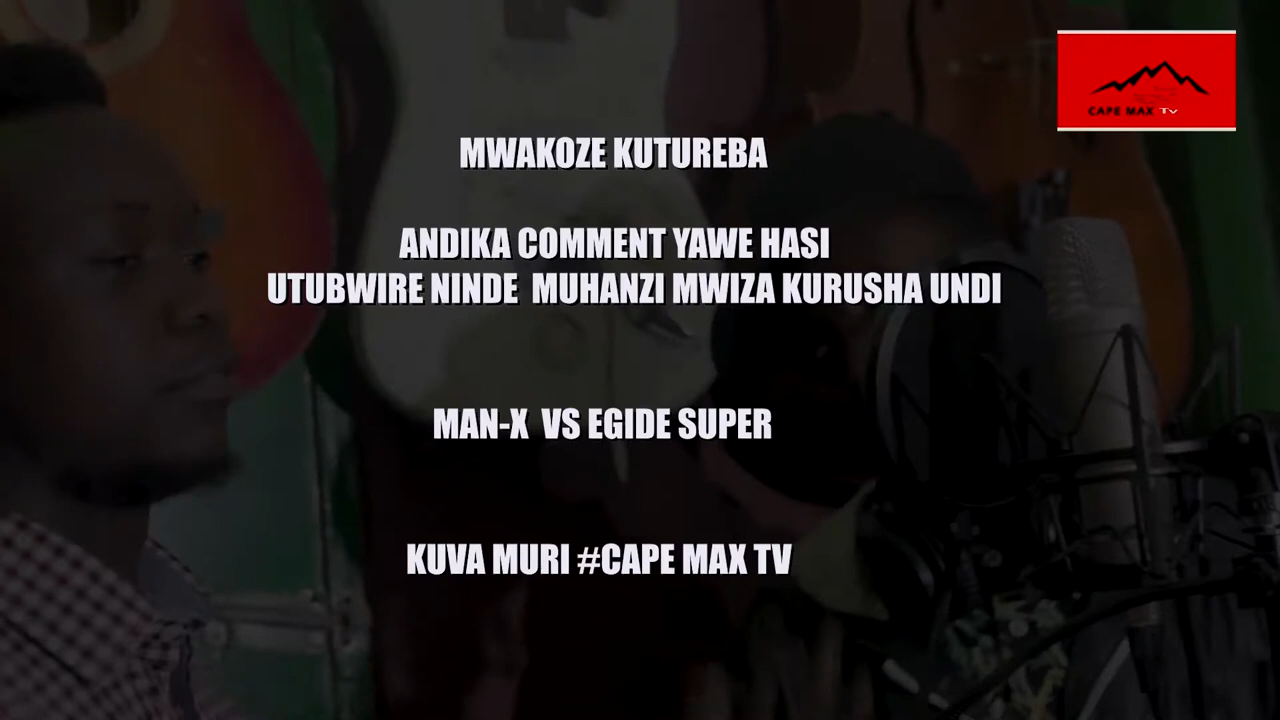 CAPE MAX Tv
MWAKOZE KUTUREBA
ANDIKA COMMENT YAWE HASI
UTUBWIRE NINDE MUHANZI MWIZA KURUSHA UNDI
MAN-X VS EGIDE SUPER
KUVA MURI #CAPE MAX TV